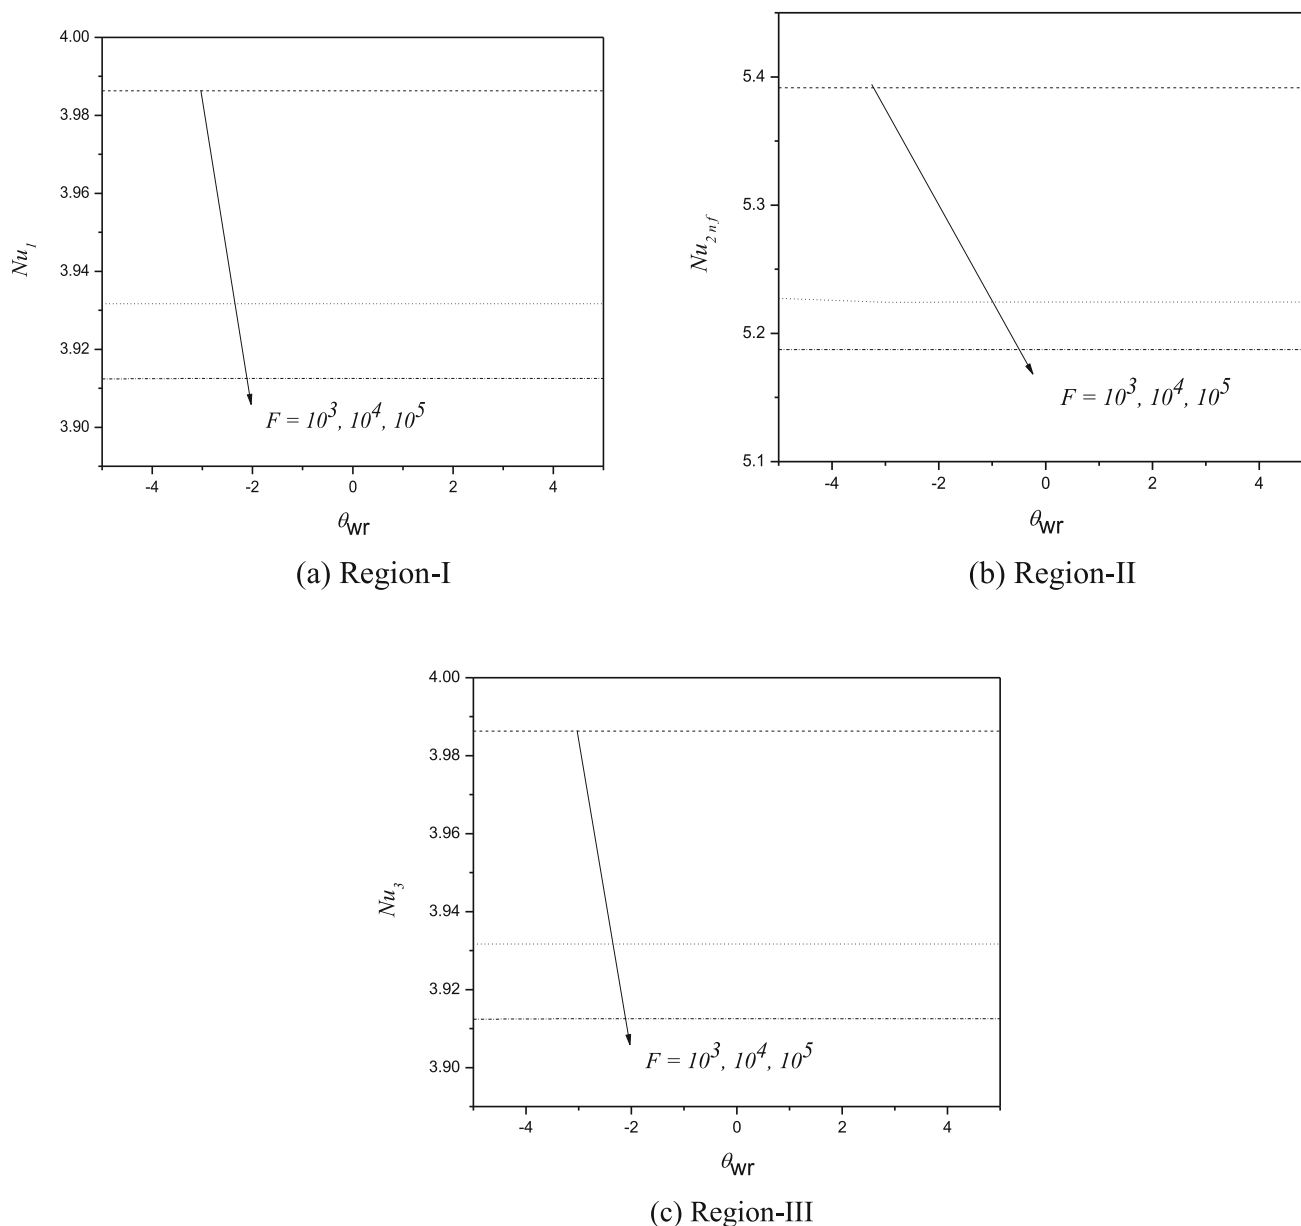 4.00
3.98
3.96
3.94
3.92
3.90
Nu₁
-4 -2 0 2 4
θwr
F = 10³, 10⁴, 10⁵
(a) Region-I
5.4
5.3
5.2
5.1
Nu₂ₙf
-4 -2 0 2 4
θwr
F = 10³, 10⁴, 10⁵
(b) Region-II
4.00
3.98
3.96
3.94
3.92
3.90
Nu₃
-4 -2 0 2 4
θwr
F = 10³, 10⁴, 10⁵
(c) Region-III